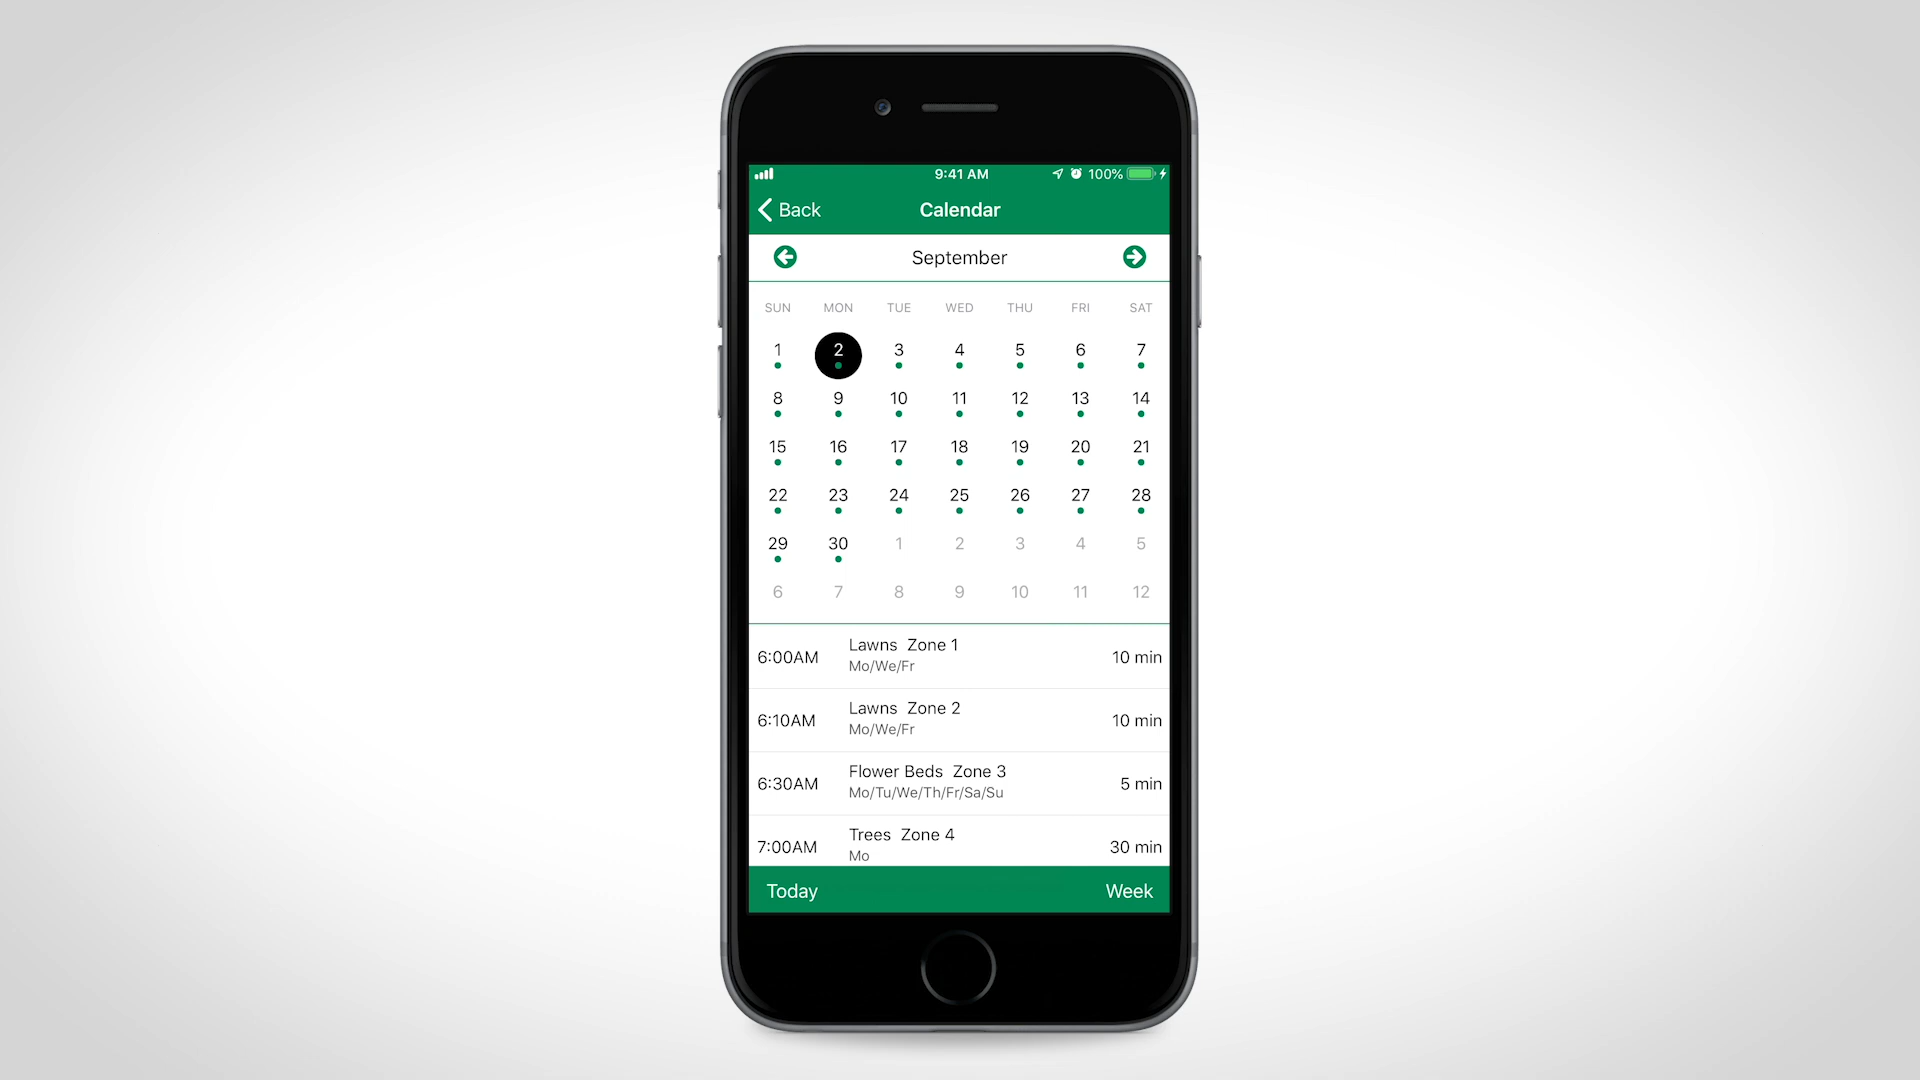 9:41 AM 100%
Back Calendar
September
SUN MON TUE WED THU FRI SAT
1 2 3 4 5 6 7
8 9 10 11 12 13 14
15 16 17 18 19 20 21
22 23 24 25 26 27 28
29 30 1 2 3 4 5
6 7 8 9 10 11 12
Lawns Zone 1
6:00AM 10 min
Mo/We/Fr
Lawns Zone 2
6:10AM 10 min
Mo/We/Fr
Flower Beds Zone 3
6:30AM 5 min
Mo/Tu/We/Th/Fr/Sa/Su
Trees Zone 4
7:00AM 30 min
Mo
Today Week